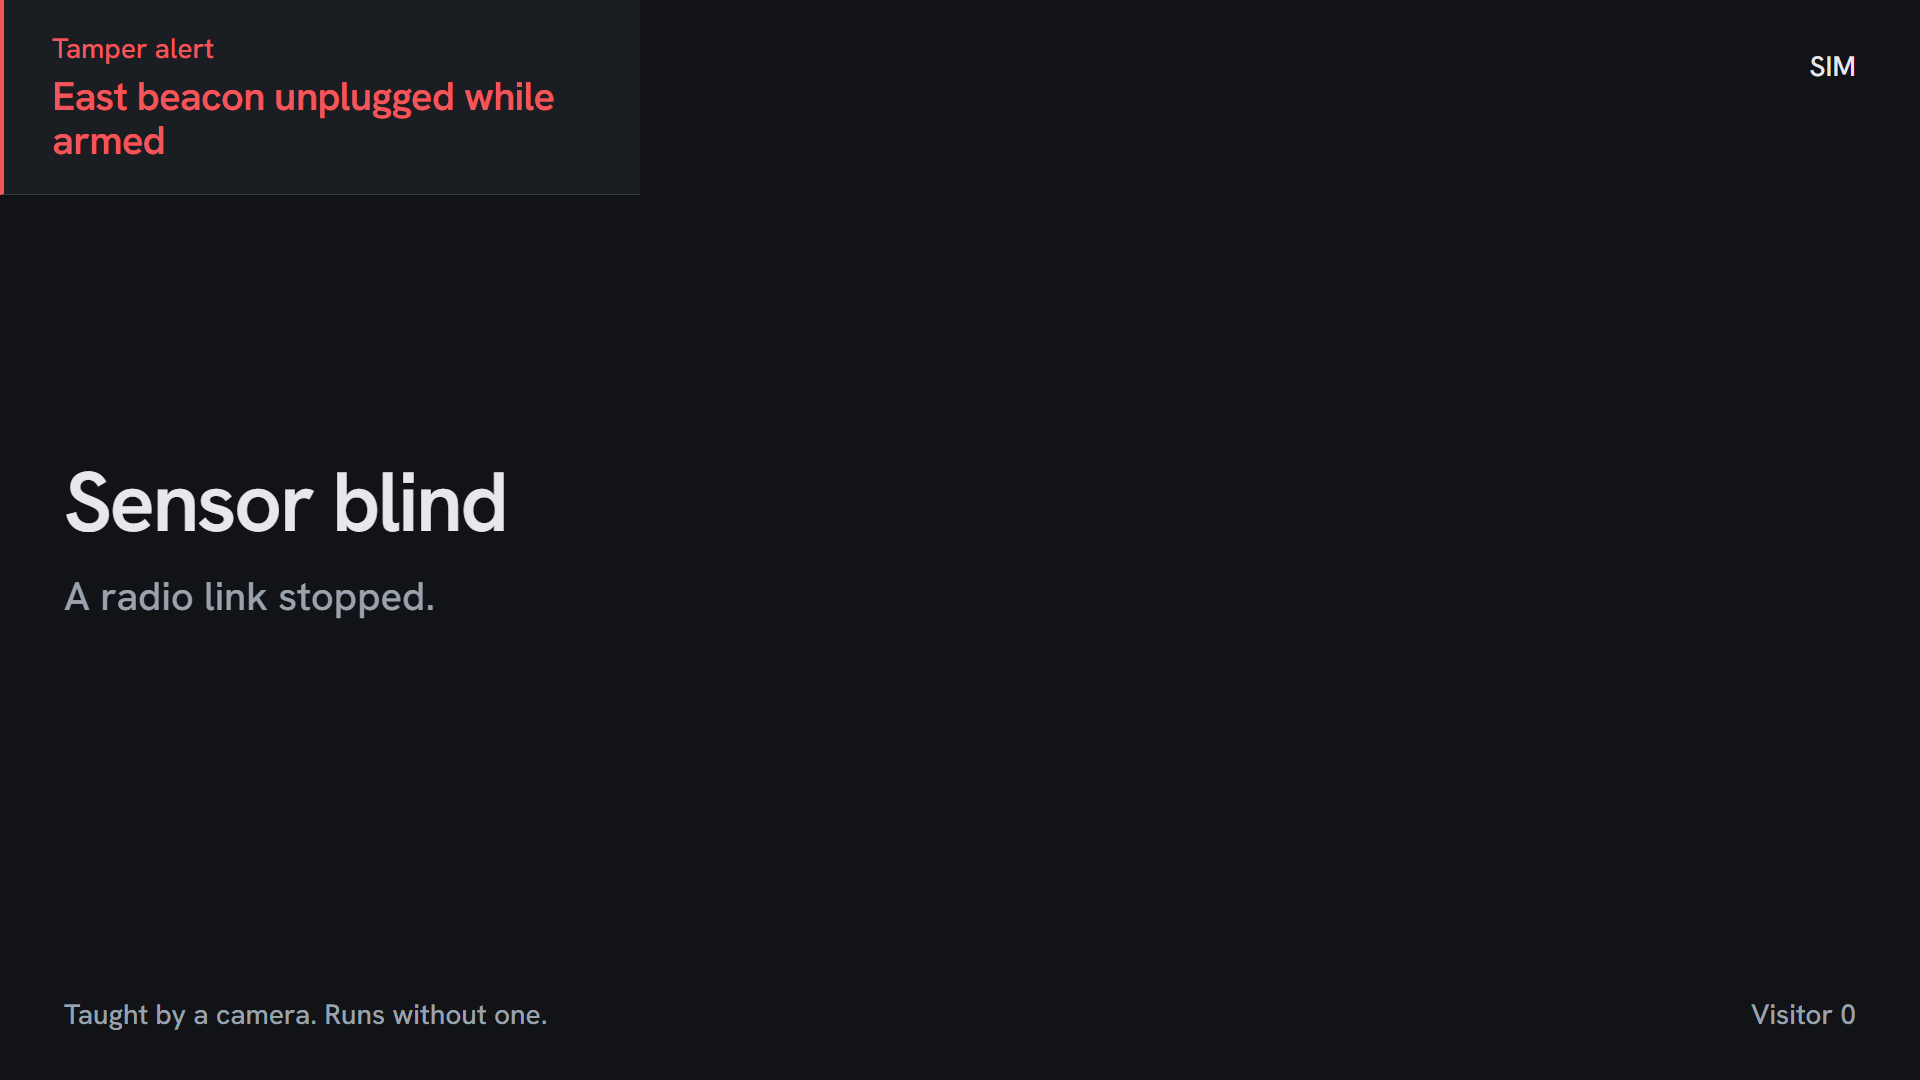 Tamper alert
East beacon unplugged while
armed
SIM
Sensor blind
A radio link stopped.
Taught by a camera. Runs without one.
Visitor 0